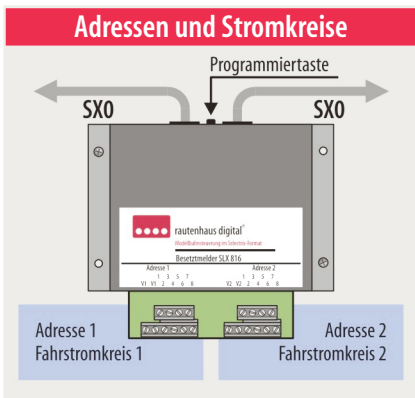 Adressen und Stromkreise
Programmiertaste
SX0
SX0
rautenhaus digital®
Modellbahnsteuerung im Selectrix-Format
Besetztmelder SLX 816
Adresse 1
Adresse 2
1 3 5 7
1 3 5 7
V1 V1 2 4 6 8
V2 V2 2 4 6 8
Adresse 1
Fahrstromkreis 1
Adresse 2
Fahrstromkreis 2